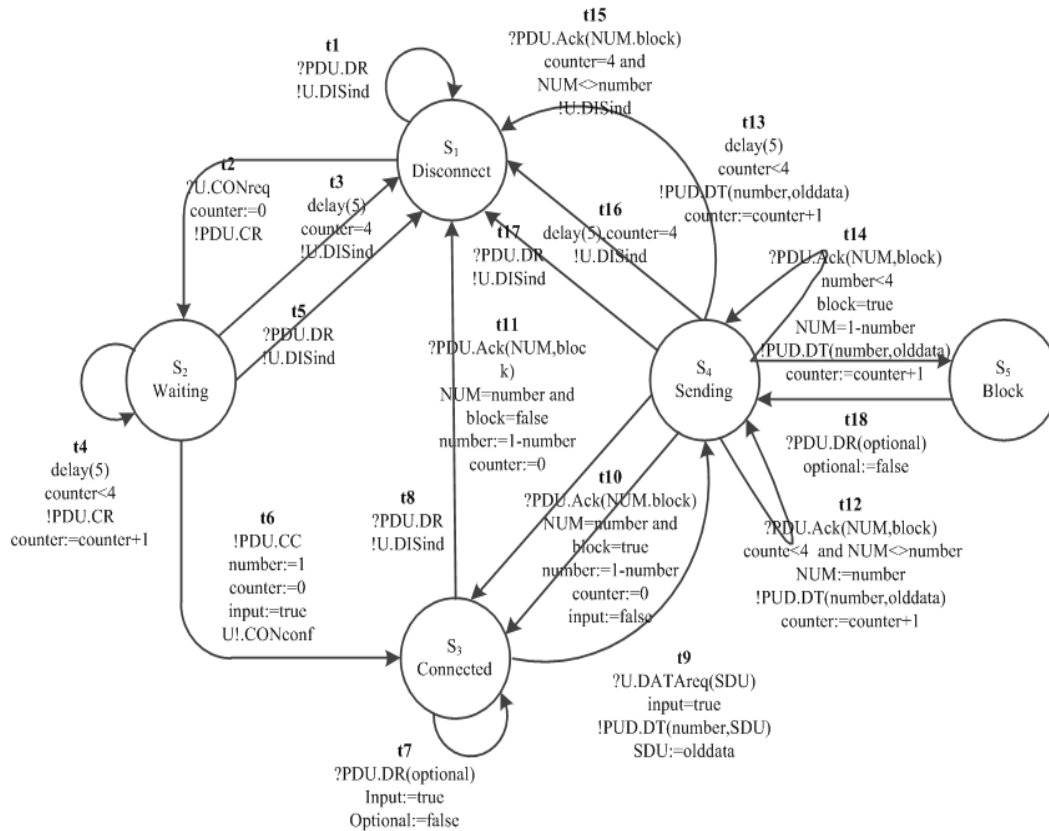 t1
?PDU.DR
!U.DISind
t15
?PDU.Ack(NUM.block)
counter=4 and
NUM<>number
!U.DISind
S1
Disconnect
t13
delay(5)
counter<4
!PUD.DT(number,olddata)
counter:=counter+1
t2
?U.CONreq
counter:=0
!PDU.CR
t3
delay(5)
counter=4
!U.DISind
t16
delay(5),counter=4
!U.DISind
t17
?PDU.DR
!U.DISind
t14
?PDU.Ack(NUM,block)
number<4
block=true
NUM=1-number
!PUD.DT(number,olddata)
counter:=counter+1
t5
?PDU.DR
!U.DISind
t11
?PDU.Ack(NUM,bloc
k)
NUM=number and
block=false
number:=1-number
counter:=0
S2
Waiting
S4
Sending
S5
Block
t18
?PDU.DR(optional)
optional:=false
t4
delay(5)
counter<4
!PDU.CR
counter:=counter+1
t6
!PDU.CC
number:=1
counter:=0
input:=true
U!.CONconf
t8
?PDU.DR
!U.DISind
t10
?PDU.Ack(NUM.block)
NUM=number and
block=true
number:=1-number
counter:=0
input:=false
t12
?PDU.Ack(NUM,block)
counte<4 and NUM<>number
NUM:=number
!PUD.DT(number,olddata)
counter:=counter+1
S3
Connected
t9
?U.DATAreq(SDU)
input=true
!PUD.DT(number,SDU)
SDU:=olddata
t7
?PDU.DR(optional)
Input:=true
Optional:=false